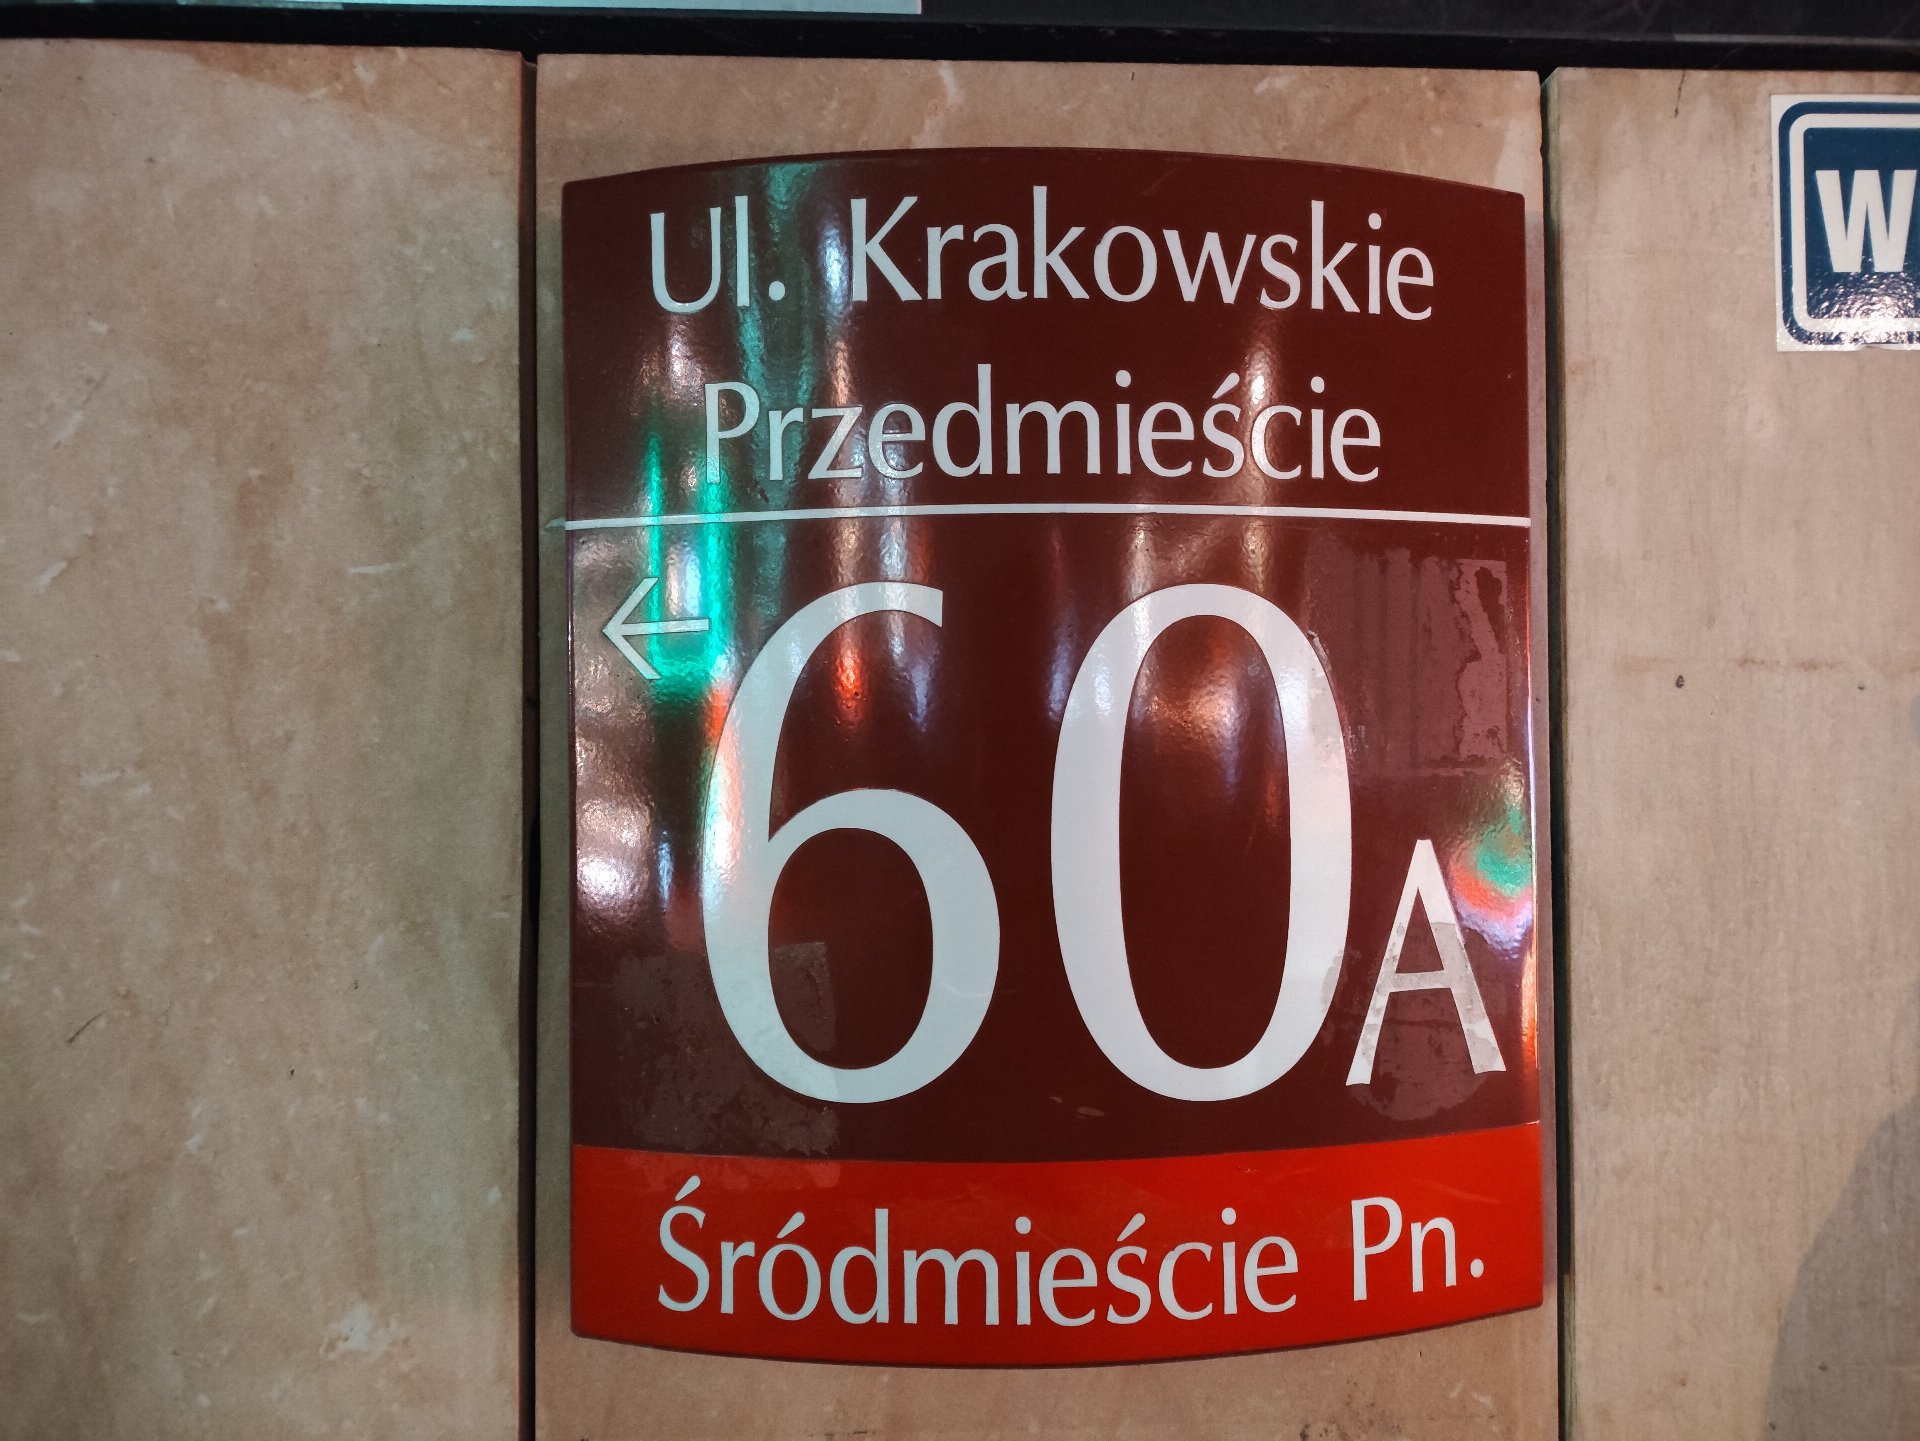 Ul. Krakowskie
Przedmieście
← 60A
Śródmieście Pn.
W